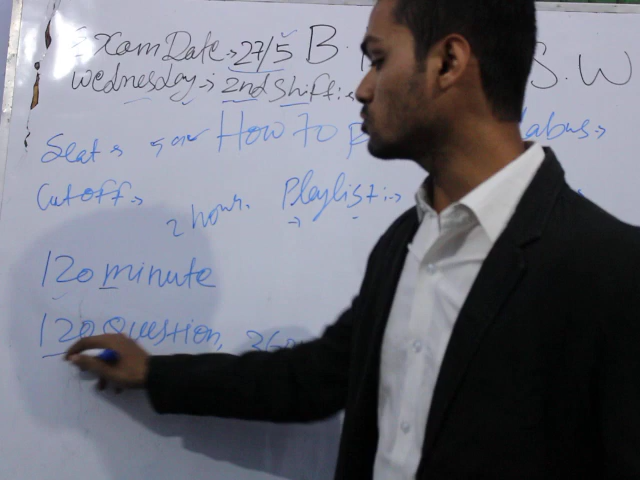 Exam Date → 27/5 B. S.W
Wednesday → 2nd Shift :
Seat → How To
Cutoff → 2 hour. Playlist :→
120 minute
120 Question,